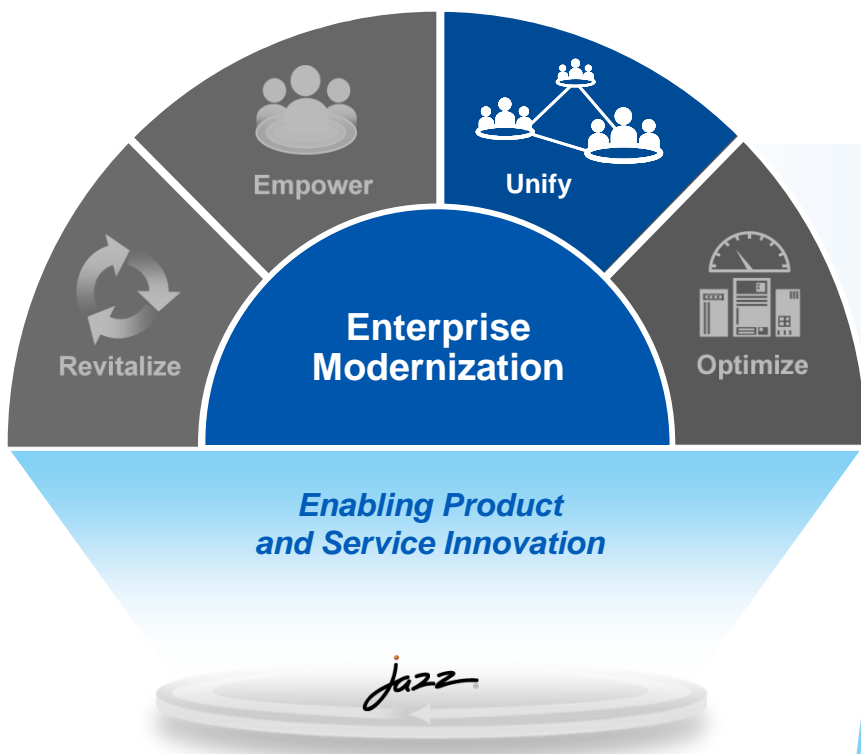 Empower
Unify
Revitalize
Optimize
Enterprise
Modernization
Enabling Product
and Service Innovation
jazz